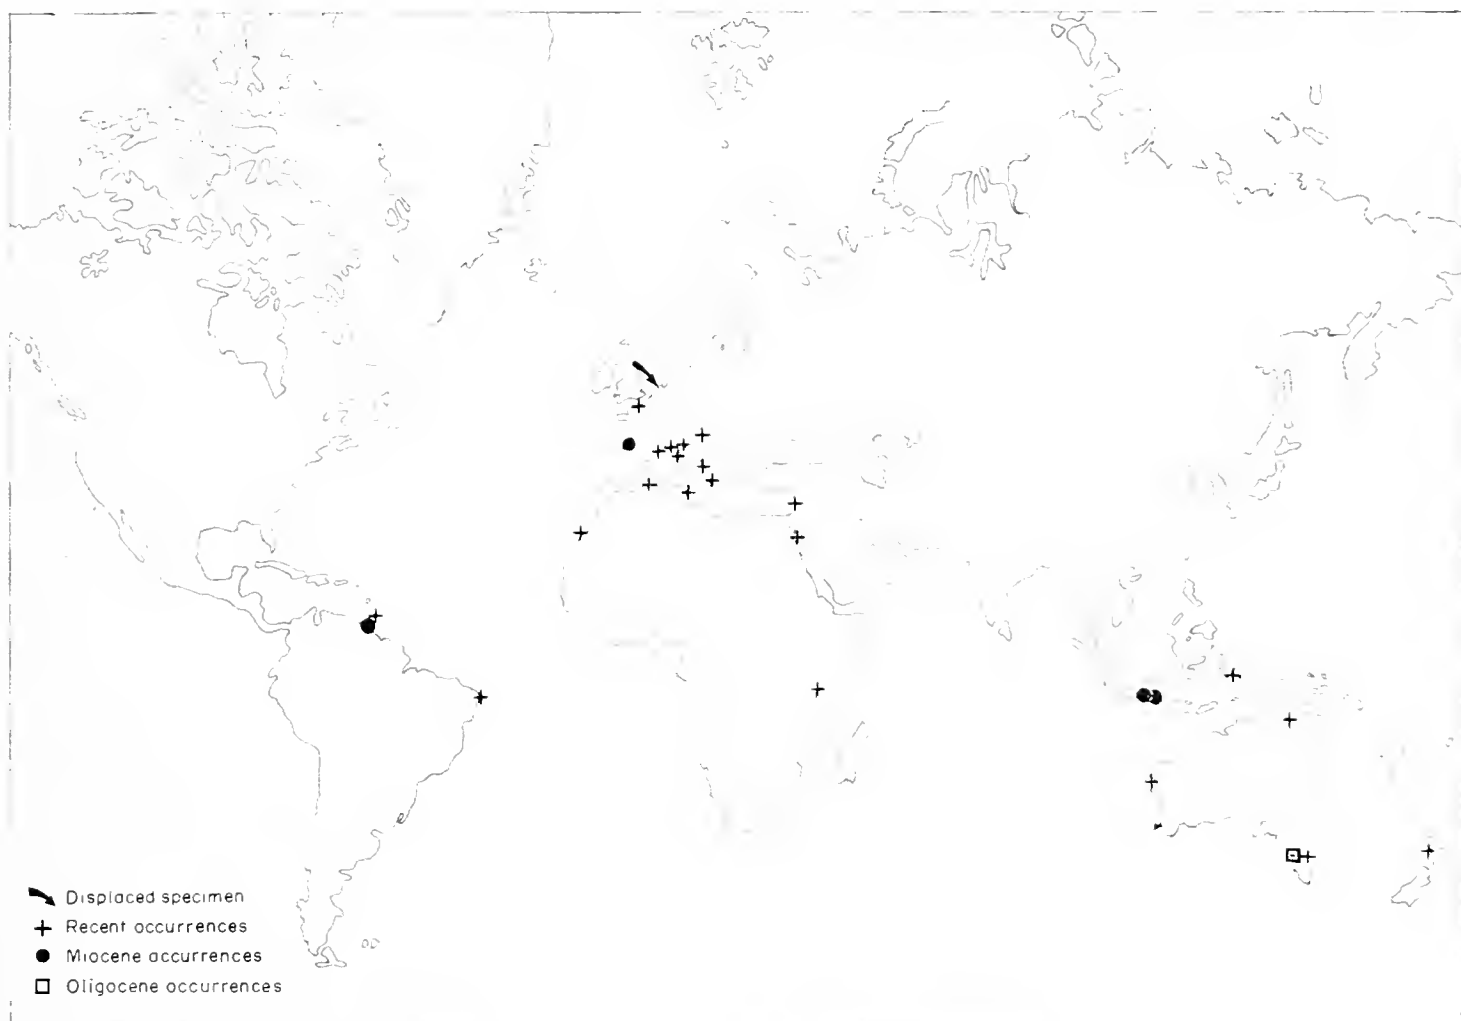 Displaced specimen
Recent occurrences
Miocene occurrences
Oligocene occurrences